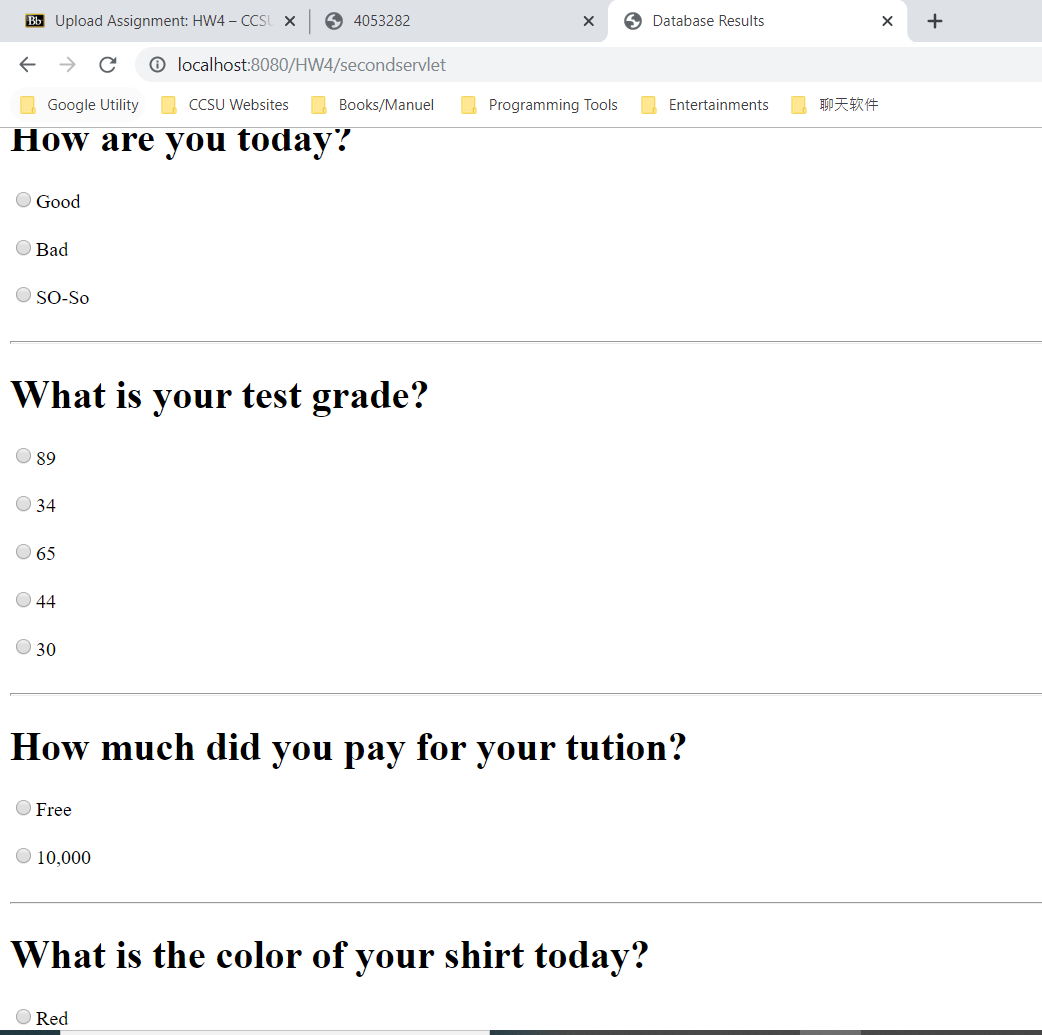 Upload Assignment: HW4 – CCSU
4053282
Database Results
localhost:8080/HW4/secondservlet
Google Utility
CCSU Websites
Books/Manuel
Programming Tools
Entertainments
聊天软件
How are you today?
Good
Bad
SO-So
What is your test grade?
89
34
65
44
30
How much did you pay for your tution?
Free
10,000
What is the color of your shirt today?
Red